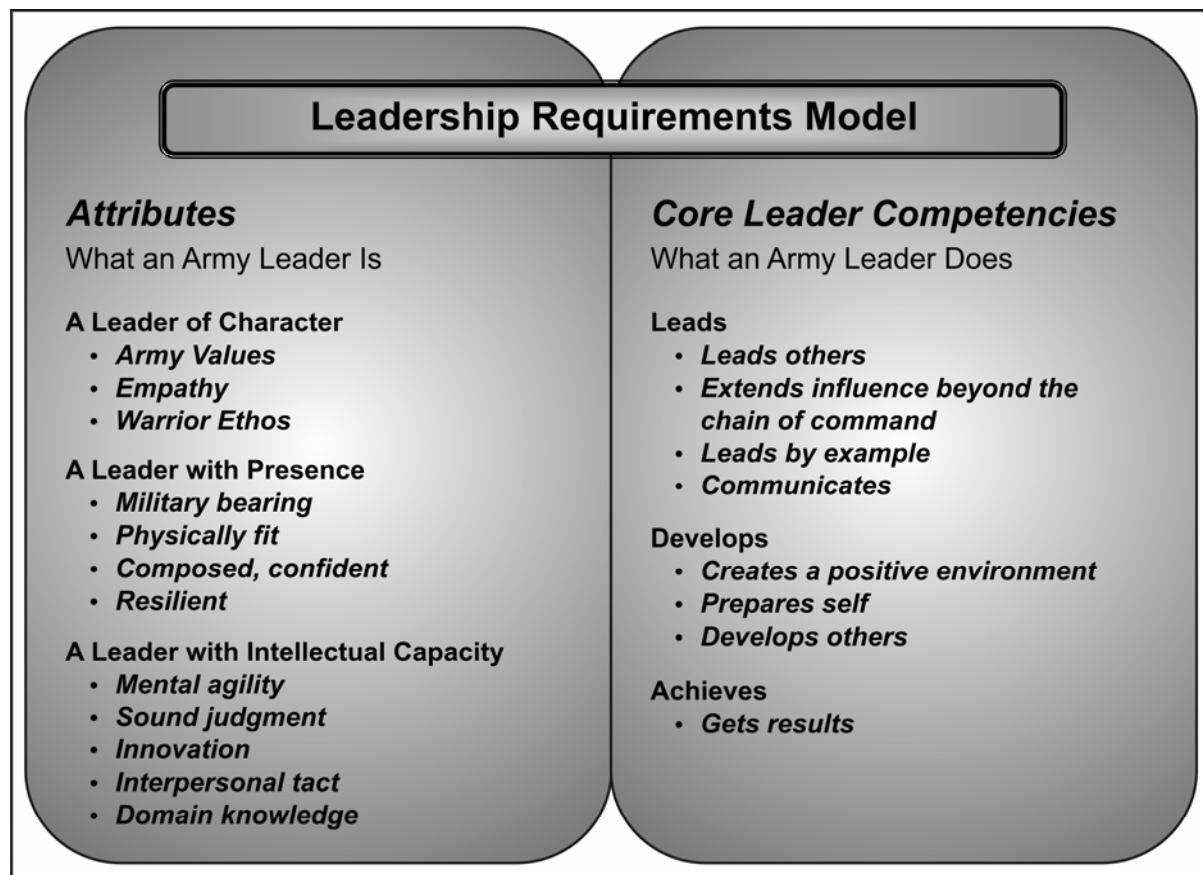 Leadership Requirements Model
Attributes
What an Army Leader Is
A Leader of Character
• Army Values
• Empathy
• Warrior Ethos
A Leader with Presence
• Military bearing
• Physically fit
• Composed, confident
• Resilient
A Leader with Intellectual Capacity
• Mental agility
• Sound judgment
• Innovation
• Interpersonal tact
• Domain knowledge
Core Leader Competencies
What an Army Leader Does
Leads
• Leads others
• Extends influence beyond the
chain of command
• Leads by example
• Communicates
Develops
• Creates a positive environment
• Prepares self
• Develops others
Achieves
• Gets results